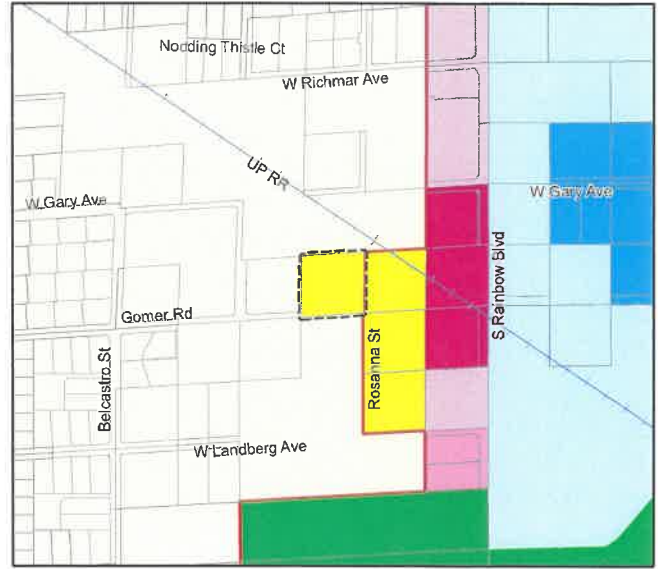 Nodding Thistle Ct
W Richmar Ave
UP RR
W Gary Ave
W Gary Ave
S Rainbow Blvd
Gomer Rd
Rosanna St
Belcastro St
W Landberg Ave